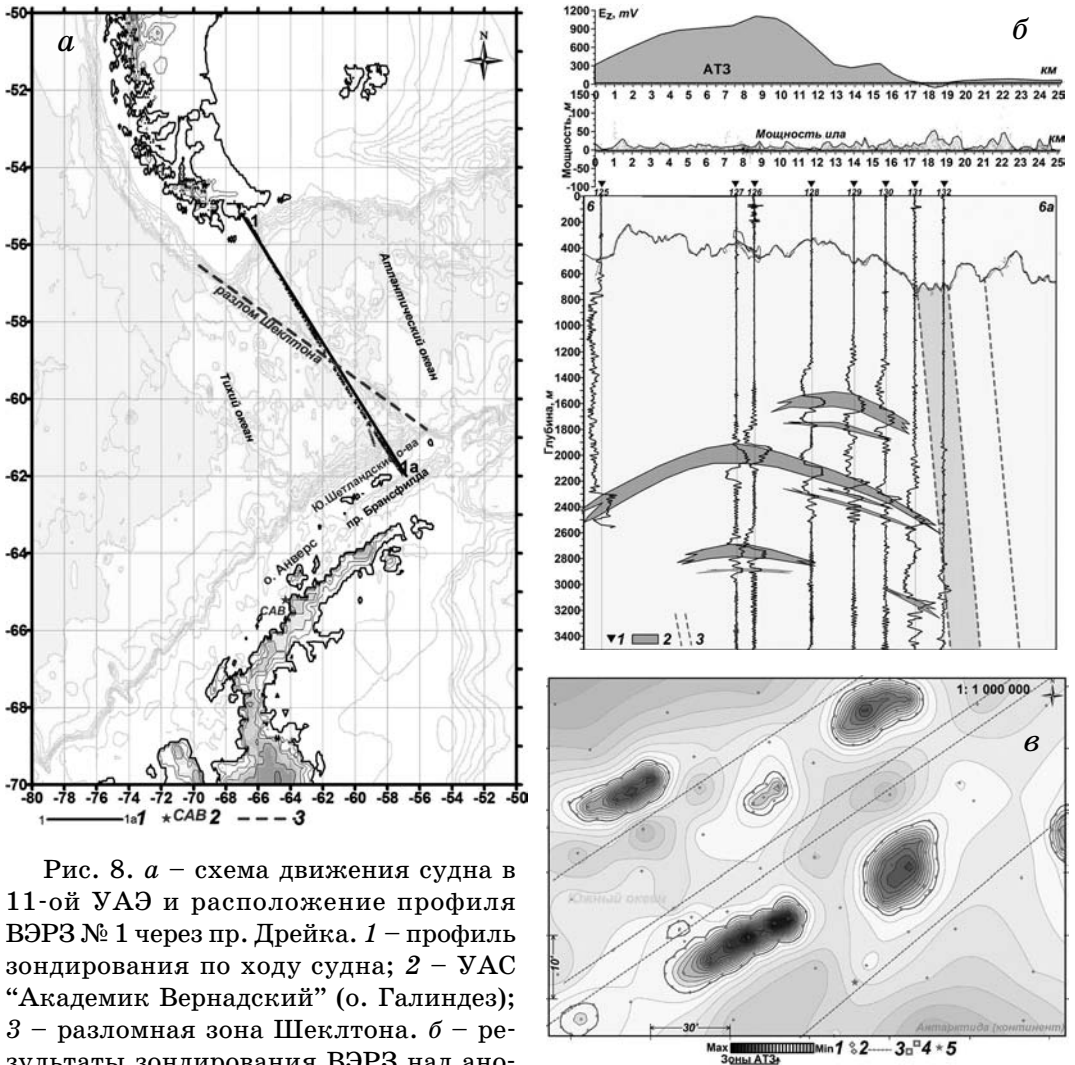 а
N
-50
-52
-54
-56
-58
-60
-62
-64
-66
-68
-70
-80 -78 -76 -74 -72 -70 -68 -66 -64 -62 -60 -58 -56 -54 -52 -50
1
Атлантический океан
разлом Шеклтона
Тихий океан
1а
Ю.Шетландские о-ва
пр. Брансфилда
о. Анверс
САВ
1 1а 1 * САВ 2 3
Рис. 8. а – схема движения судна в
11-ой УАЭ и расположение профиля
ВЭРЗ № 1 через пр. Дрейка. 1 – профиль
зондирования по ходу судна; 2 – УАС
“Академик Вернадский” (о. Галиндез);
3 – разломная зона Шеклтона. б – ре-
зультаты зондирования ВЭРЗ над ано-
б
1200
900
600
300
0
Ez, mV
АТЗ
км
0 1 2 3 4 5 6 7 8 9 10 11 12 13 14 15 16 17 18 19 20 21 22 23 24 25
Мощность, м
150
100
50
0
-50
-100
Мощность ила
км
0 1 2 3 4 5 6 7 8 9 10 11 12 13 14 15 16 17 18 19 20 21 22 23 24 25
125 127 126 128 129 130 131 132
6 6а
Глубина, м
0
200
400
600
800
1000
1200
1400
1600
1800
2000
2200
2400
2600
2800
3000
3200
3400
1 2 3
в
1: 1 000 000
Южный океан
10'
30'
Антарктида (континент)
Max Min 1 2 3 4 5
Зоны АТЗ